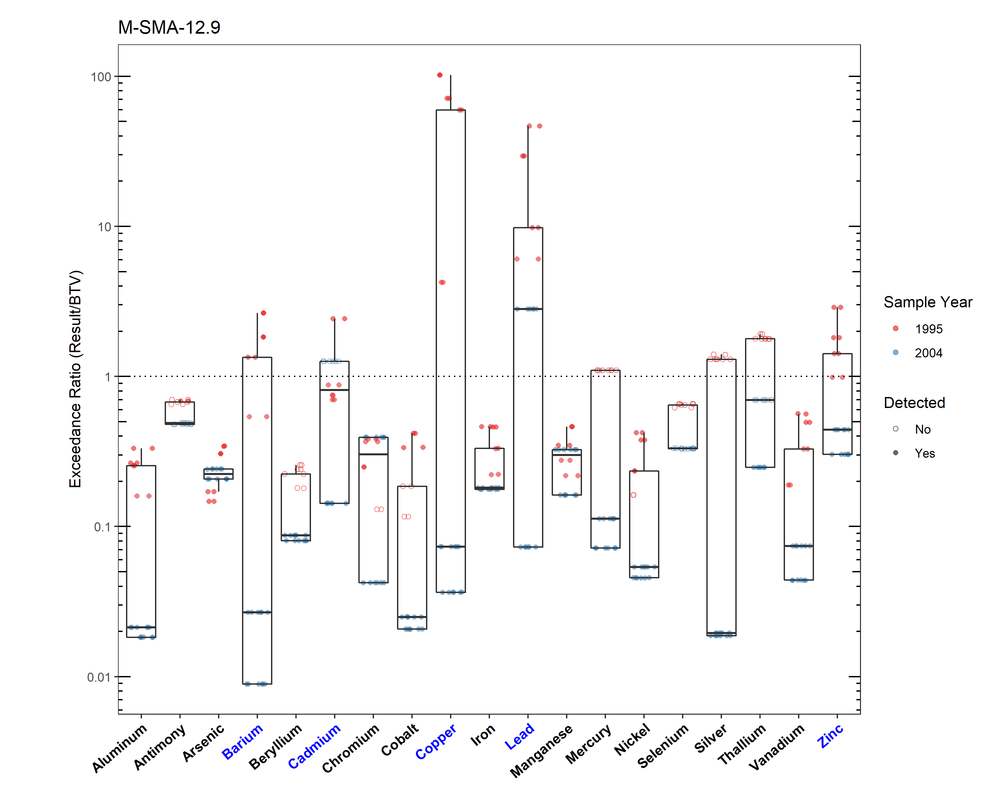 M-SMA-12.9
100
10
1
0.1
0.01
Exceedance Ratio (Result/BTV)
Aluminum
Antimony
Arsenic
Barium
Beryllium
Cadmium
Chromium
Cobalt
Copper
Iron
Lead
Manganese
Mercury
Nickel
Selenium
Silver
Thallium
Vanadium
Zinc
Sample Year
1995
2004
Detected
No
Yes